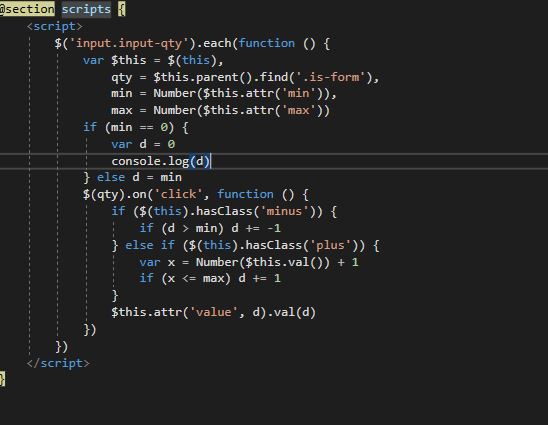 @section scripts {
<script>
$('input.input-qty').each(function () {
var $this = $(this),
qty = $this.parent().find('.is-form'),
min = Number($this.attr('min')),
max = Number($this.attr('max'))
if (min == 0) {
var d = 0
console.log(d)
} else d = min
$(qty).on('click', function () {
if ($(this).hasClass('minus')) {
if (d > min) d += -1
} else if ($(this).hasClass('plus')) {
var x = Number($this.val()) + 1
if (x <= max) d += 1
}
$this.attr('value', d).val(d)
})
})
</script>
}